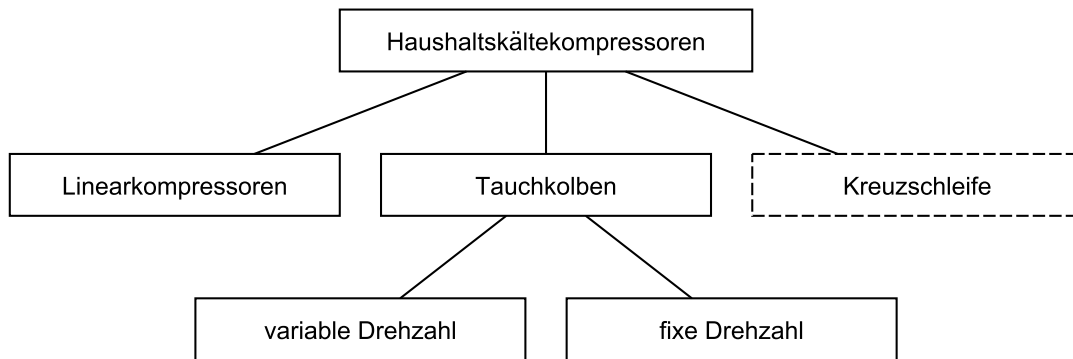 Haushaltskältekompressoren
Linearkompressoren
Tauchkolben
Kreuzschleife
variable Drehzahl
fixe Drehzahl